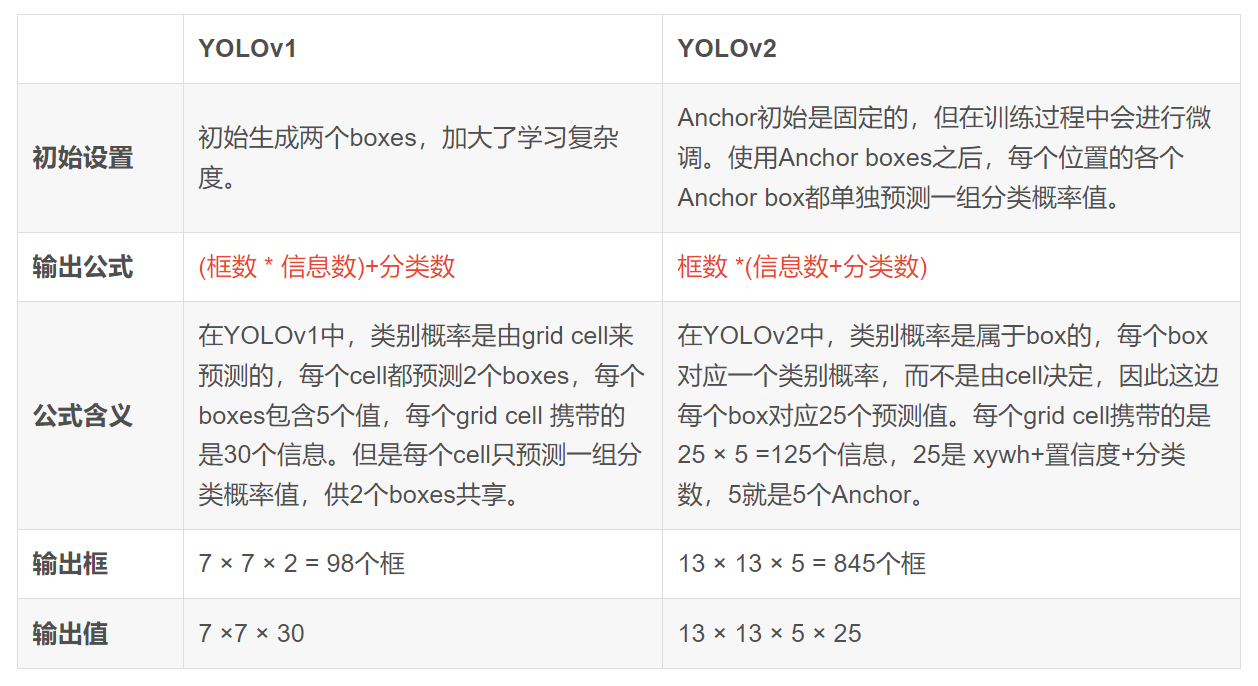 YOLOv1
YOLOv2
初始设置
初始生成两个boxes，加大了学习复杂
度。
Anchor初始是固定的，但在训练过程中会进行微
调。使用Anchor boxes之后，每个位置的各个
Anchor box都单独预测一组分类概率值。
输出公式
(框数 * 信息数)+分类数
框数 *(信息数+分类数)
公式含义
在YOLOv1中，类别概率是由grid cell来
预测的，每个cell都预测2个boxes，每个
boxes包含5个值，每个grid cell 携带的
是30个信息。但是每个cell只预测一组分
类概率值，供2个boxes共享。
在YOLOv2中，类别概率是属于box的，每个box
对应一个类别概率，而不是由cell决定，因此这边
每个box对应25个预测值。每个grid cell携带的是
25 × 5 =125个信息，25是 xywh+置信度+分类
数，5就是5个Anchor。
输出框
7 × 7 × 2 = 98个框
13 × 13 × 5 = 845个框
输出值
7 ×7 × 30
13 × 13 × 5 × 25